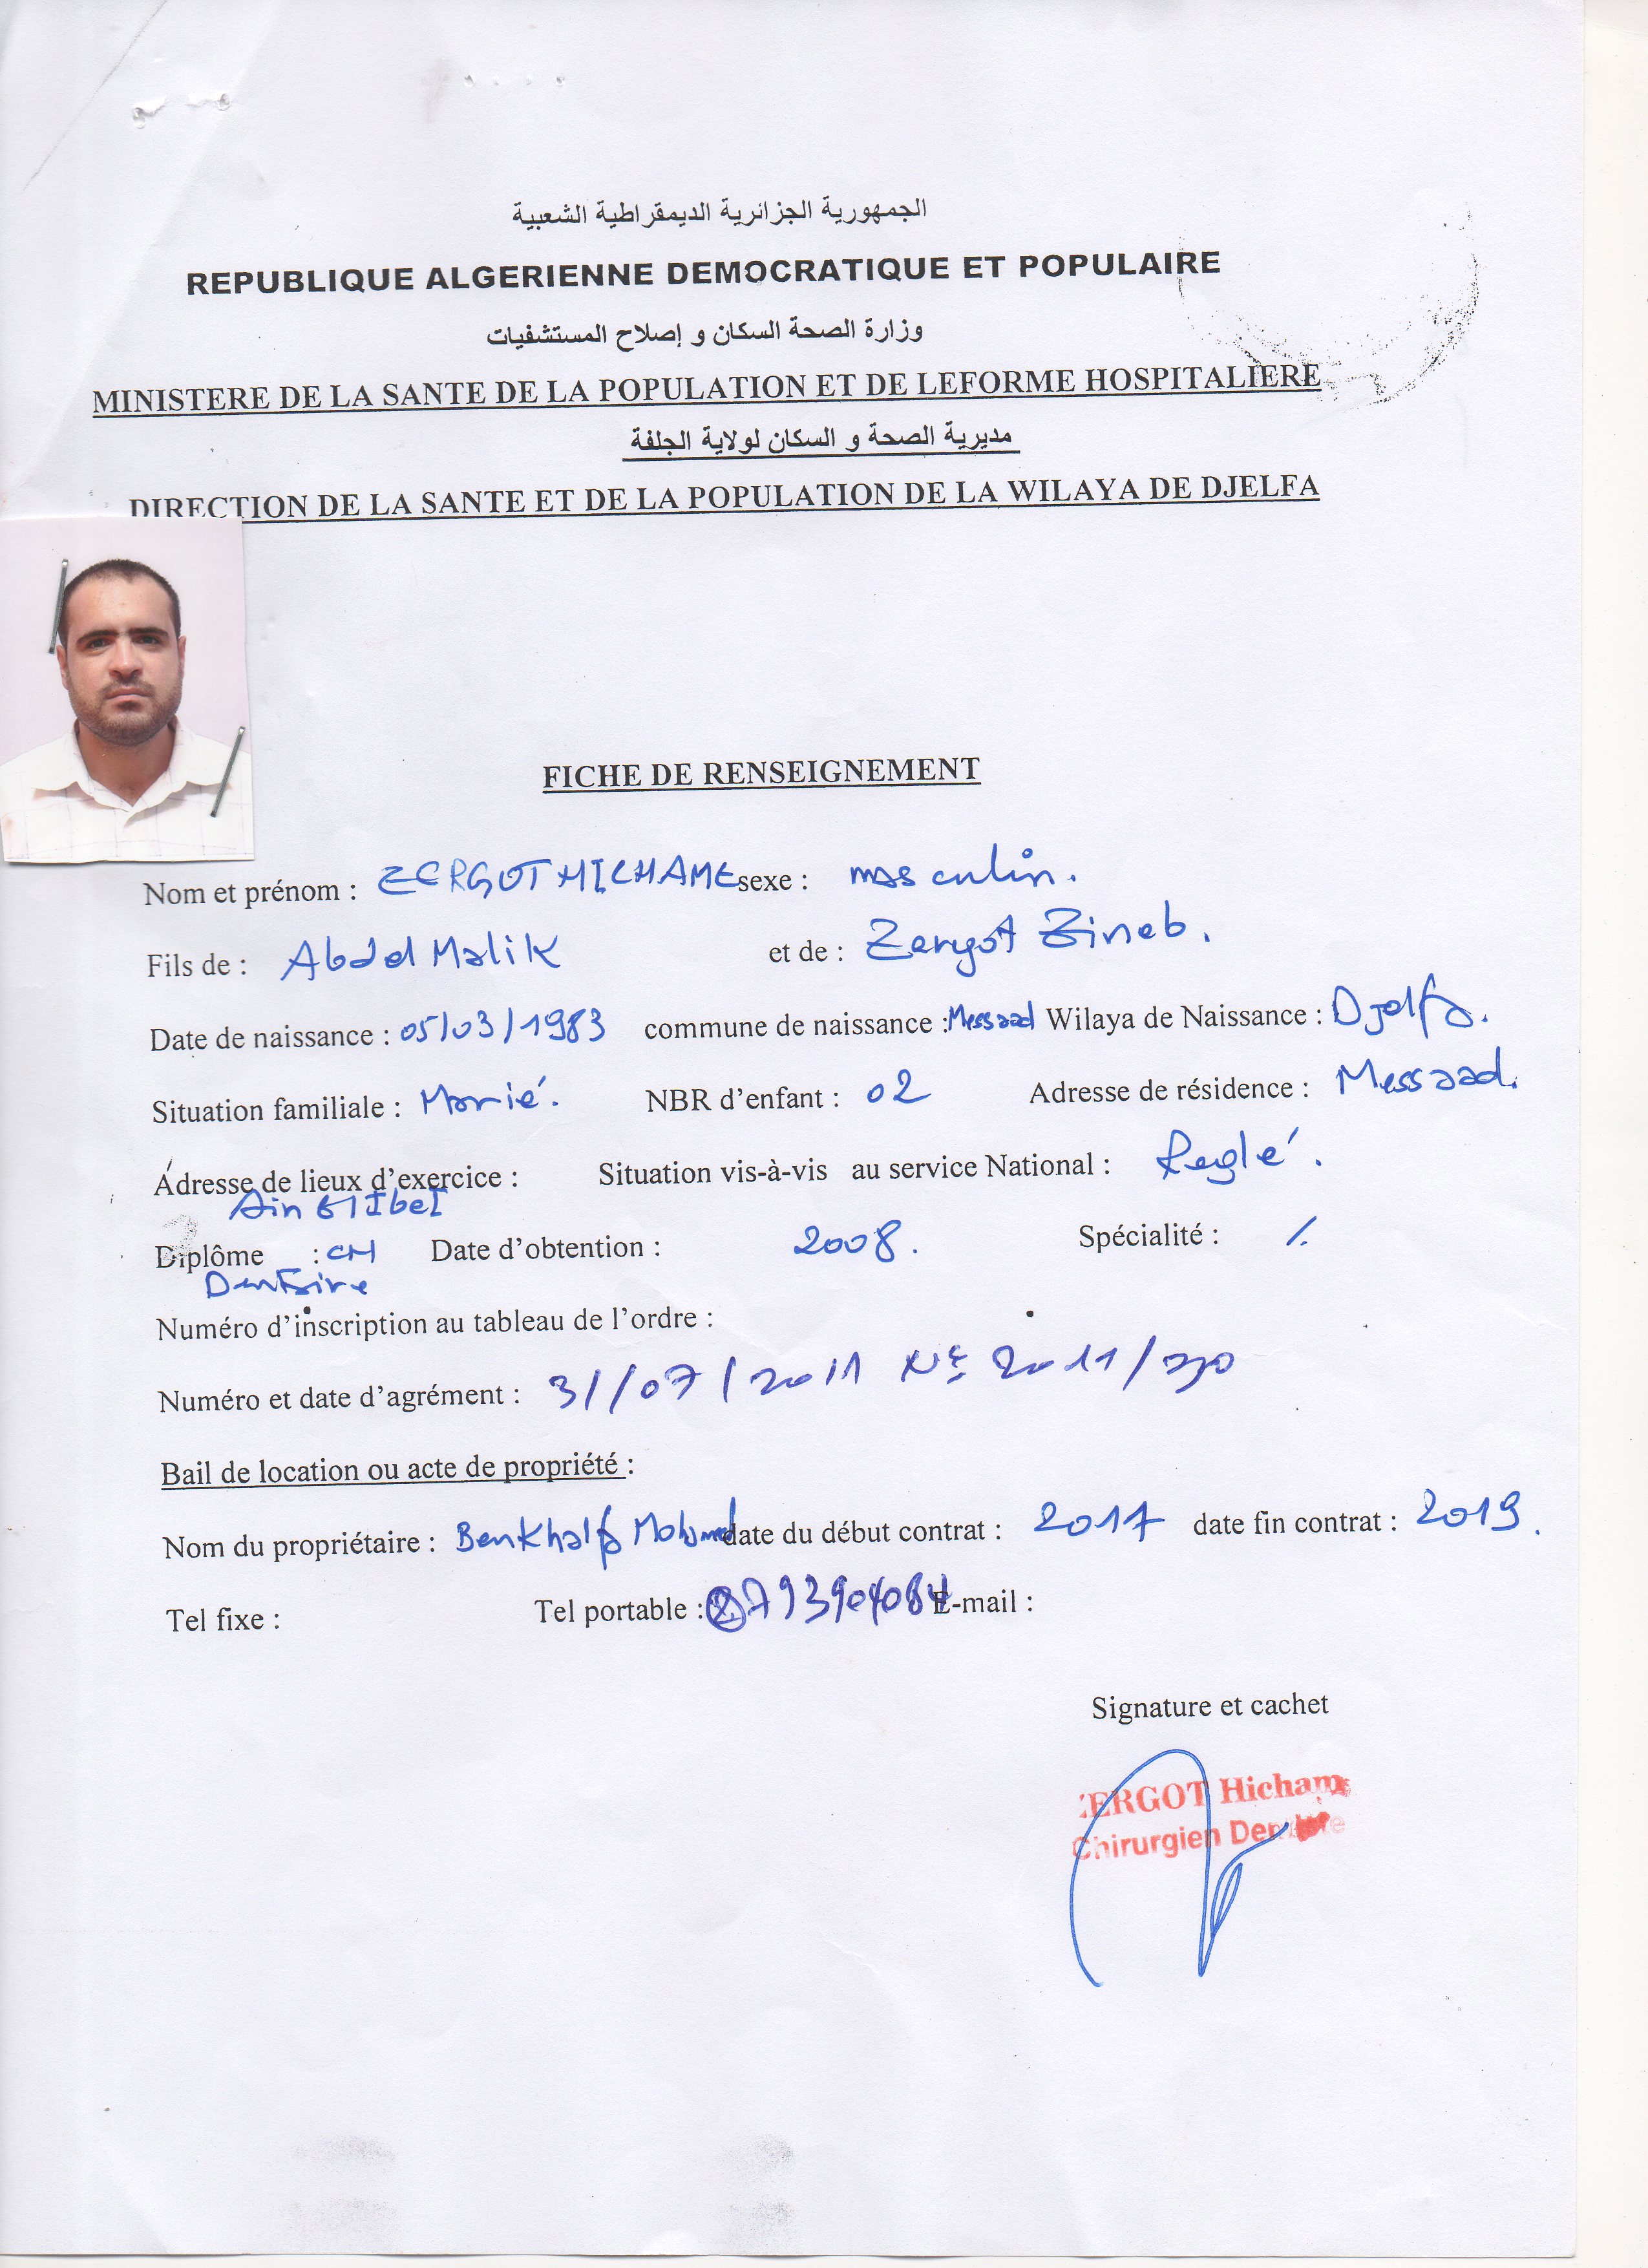 الجمهورية الجزائرية الديمقراطية الشعبية
REPUBLIQUE ALGERIENNE DEMOCRATIQUE ET POPULAIRE
وزارة الصحة السكان و إصلاح المستشفيات
MINISTERE DE LA SANTE DE LA POPULATION ET DE LEFORME HOSPITALIERE
مديرية الصحة و السكان لولاية الجلفة
DIRECTION DE LA SANTE ET DE LA POPULATION DE LA WILAYA DE DJELFA
FICHE DE RENSEIGNEMENT
Nom et prénom : ZERGOT HICHAME sexe : masculin.
Fils de : Abdel Malik et de : Zergot Zineb.
Date de naissance : 05/03/1983 commune de naissance : Messaad Wilaya de Naissance : Djelfa.
Situation familiale : Marié. NBR d'enfant : 02 Adresse de résidence : Messaad.
Adresse de lieux d'exercice : Situation vis-à-vis au service National : Reglé.
Ain El Ibel
Diplôme : CH Date d'obtention : 2008. Spécialité : /.
Dentaire
Numéro d'inscription au tableau de l'ordre :
Numéro et date d'agrément : 31/07/2011 N°
Bail de location ou acte de propriété :
Nom du propriétaire : Benkhalfa Mohamed date du début contrat : 2017 date fin contrat : 2019.
Tel fixe : Tel portable : E-mail :
Signature et cachet
ZERGOT Hichame
Chirurgien Dentiste